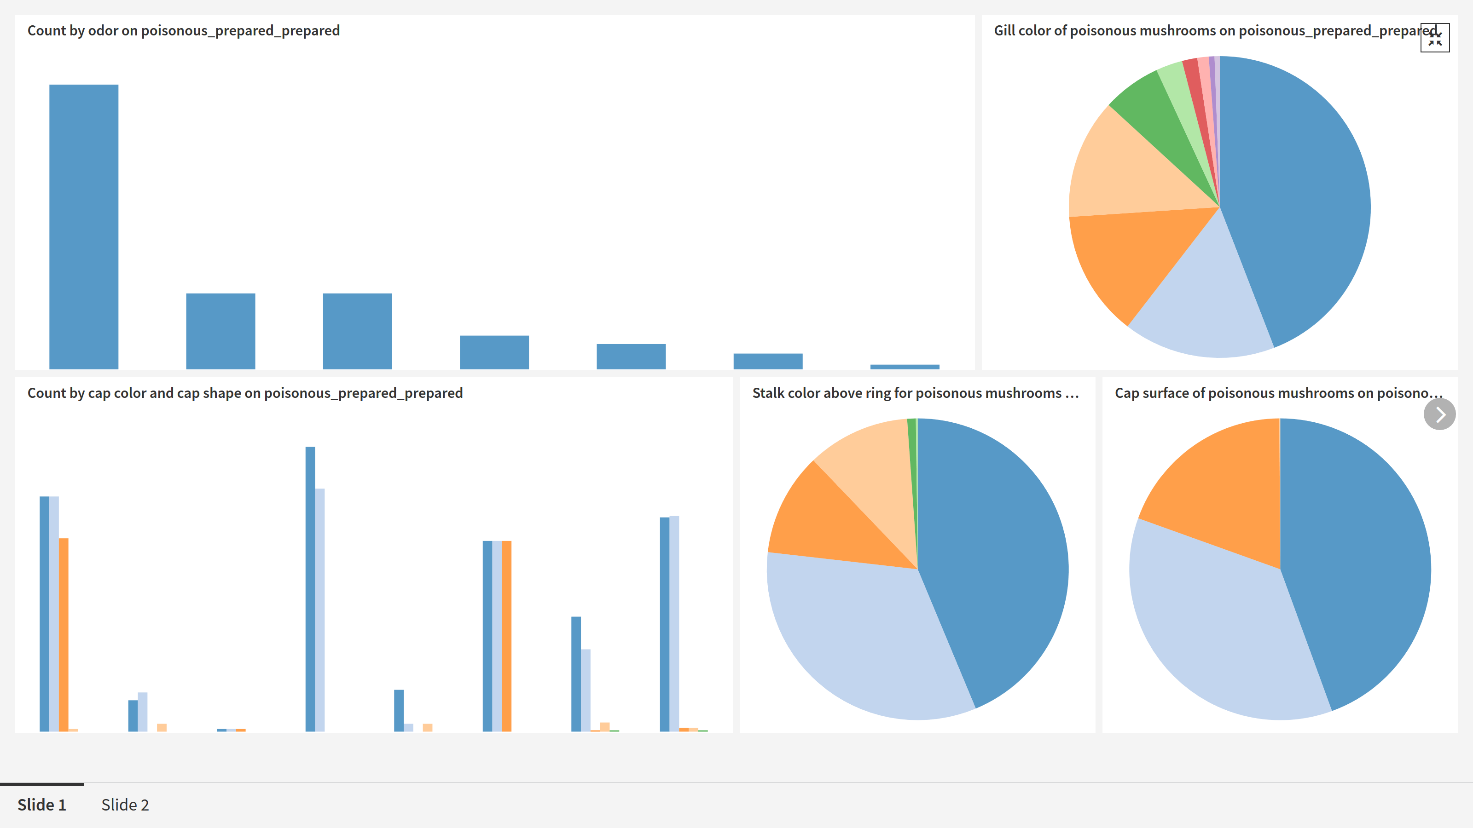 Count by odor on poisonous_prepared_prepared
Gill color of poisonous mushrooms on poisonous_prepared_prepared
Count by cap color and cap shape on poisonous_prepared_prepared
Stalk color above ring for poisonous mushrooms …
Cap surface of poisonous mushrooms on poisono…
Slide 1
Slide 2